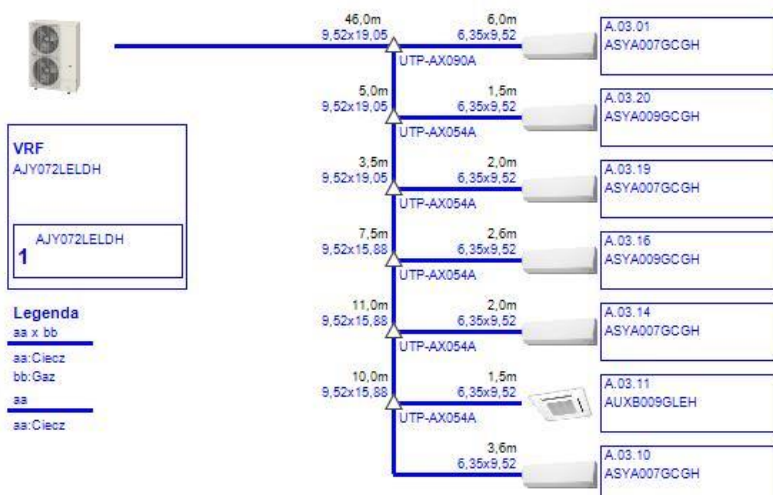 46,0m
9,52x19,05
6,0m
6,35x9,52
UTP-AX090A
A.03.01
ASYA007GCGH
5,0m
9,52x19,05
1,5m
6,35x9,52
UTP-AX054A
A.03.20
ASYA009GCGH
VRF
AJY072LELDH
3,5m
9,52x19,05
2,0m
6,35x9,52
UTP-AX054A
A.03.19
ASYA007GCGH
AJY072LELDH
1
7,5m
9,52x15,88
2,6m
6,35x9,52
UTP-AX054A
A.03.16
ASYA009GCGH
Legenda
aa x bb
aa:Ciecz
bb:Gaz
aa
aa:Ciecz
11,0m
9,52x15,88
2,0m
6,35x9,52
UTP-AX054A
A.03.14
ASYA007GCGH
10,0m
9,52x15,88
1,5m
6,35x9,52
UTP-AX054A
A.03.11
AUXB009GLEH
3,6m
6,35x9,52
A.03.10
ASYA007GCGH